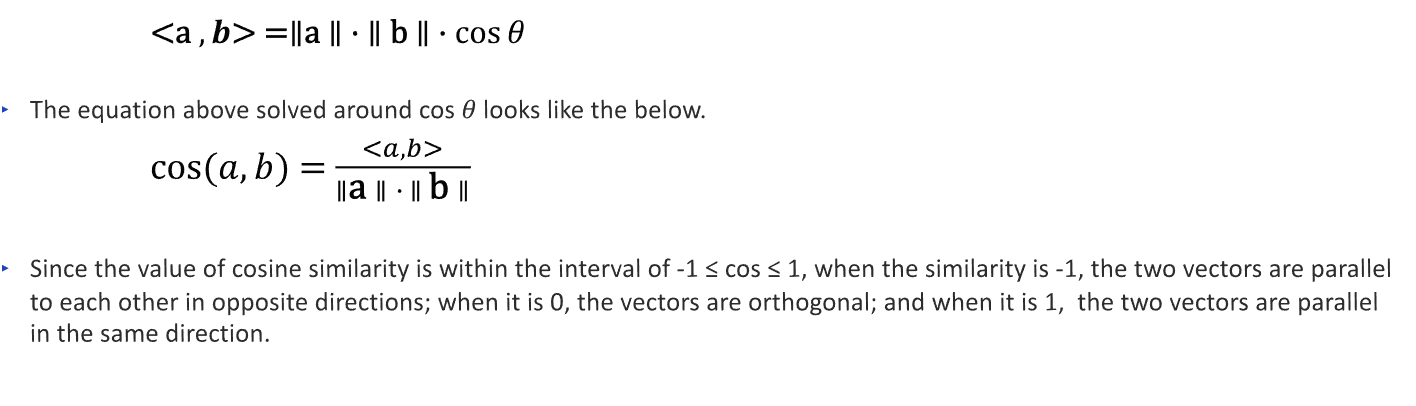 <a , b> =‖a ‖ · ‖ b ‖ · cos θ
‣ The equation above solved around cos θ looks like the below.
cos(a, b) = <a,b> / ‖a ‖ · ‖ b ‖
‣ Since the value of cosine similarity is within the interval of -1 ≤ cos ≤ 1, when the similarity is -1, the two vectors are parallel
to each other in opposite directions; when it is 0, the vectors are orthogonal; and when it is 1,  the two vectors are parallel
in the same direction.